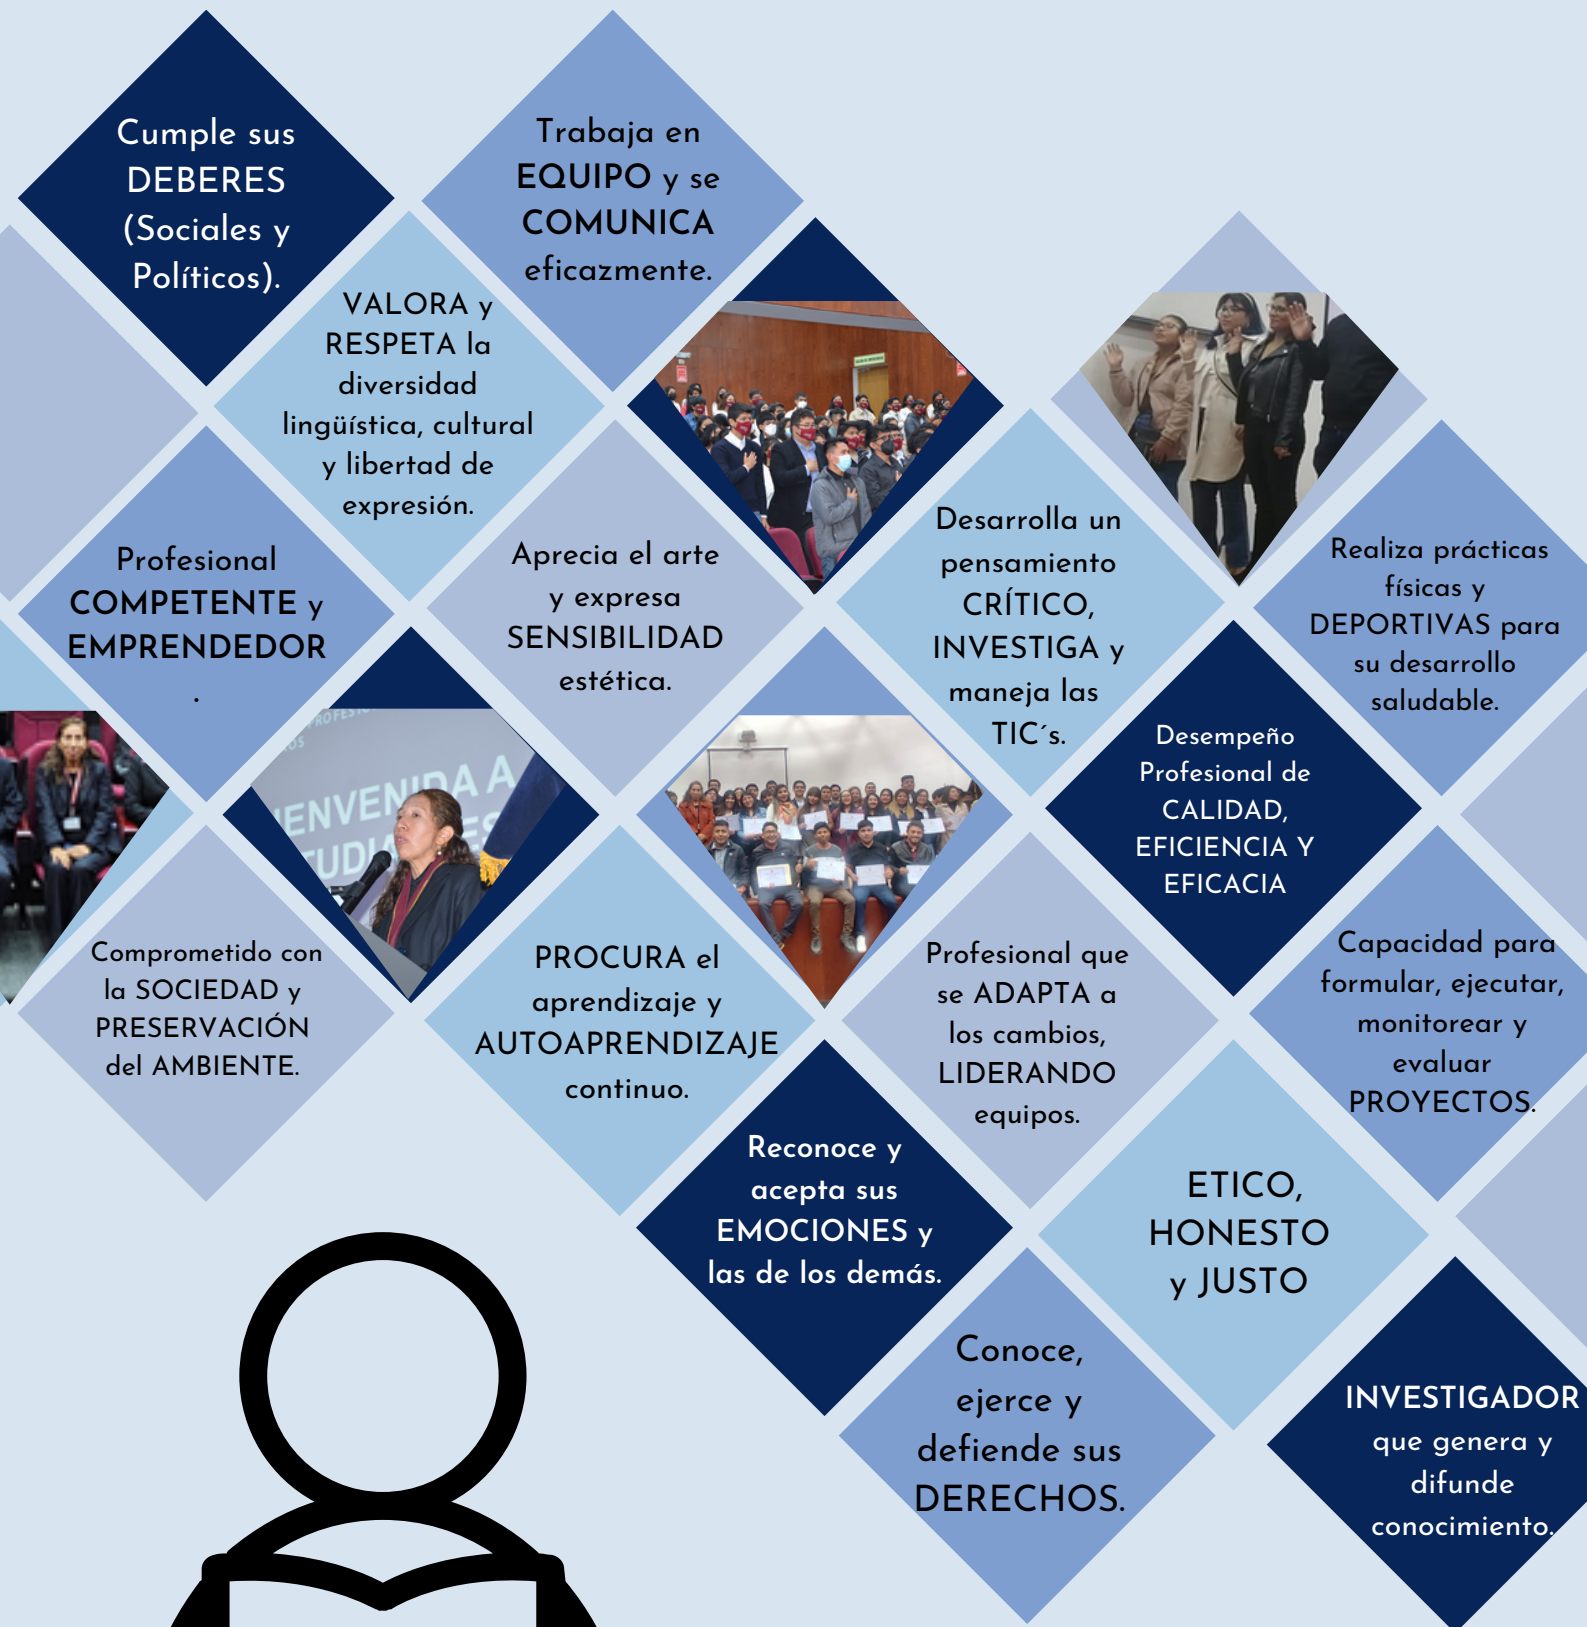 Cumple sus
DEBERES
(Sociales y
Políticos).
Trabaja en
EQUIPO y se
COMUNICA
eficazmente.
VALORA y
RESPETA la
diversidad
lingüística, cultural
y libertad de
expresión.
Profesional
COMPETENTE y
EMPRENDEDOR
.
Aprecia el arte
y expresa
SENSIBILIDAD
estética.
Desarrolla un
pensamiento
CRÍTICO,
INVESTIGA y
maneja las
TIC´s.
Realiza prácticas
físicas y
DEPORTIVAS para
su desarrollo
saludable.
Desempeño
Profesional de
CALIDAD,
EFICIENCIA Y
EFICACIA
Comprometido con
la SOCIEDAD y
PRESERVACIÓN
del AMBIENTE.
PROCURA el
aprendizaje y
AUTOAPRENDIZAJE
continuo.
Profesional que
se ADAPTA a
los cambios,
LIDERANDO
equipos.
Capacidad para
formular, ejecutar,
monitorear y
evaluar
PROYECTOS.
Reconoce y
acepta sus
EMOCIONES y
las de los demás.
ETICO,
HONESTO
y JUSTO
Conoce,
ejerce y
defiende sus
DERECHOS.
INVESTIGADOR
que genera y
difunde
conocimiento.